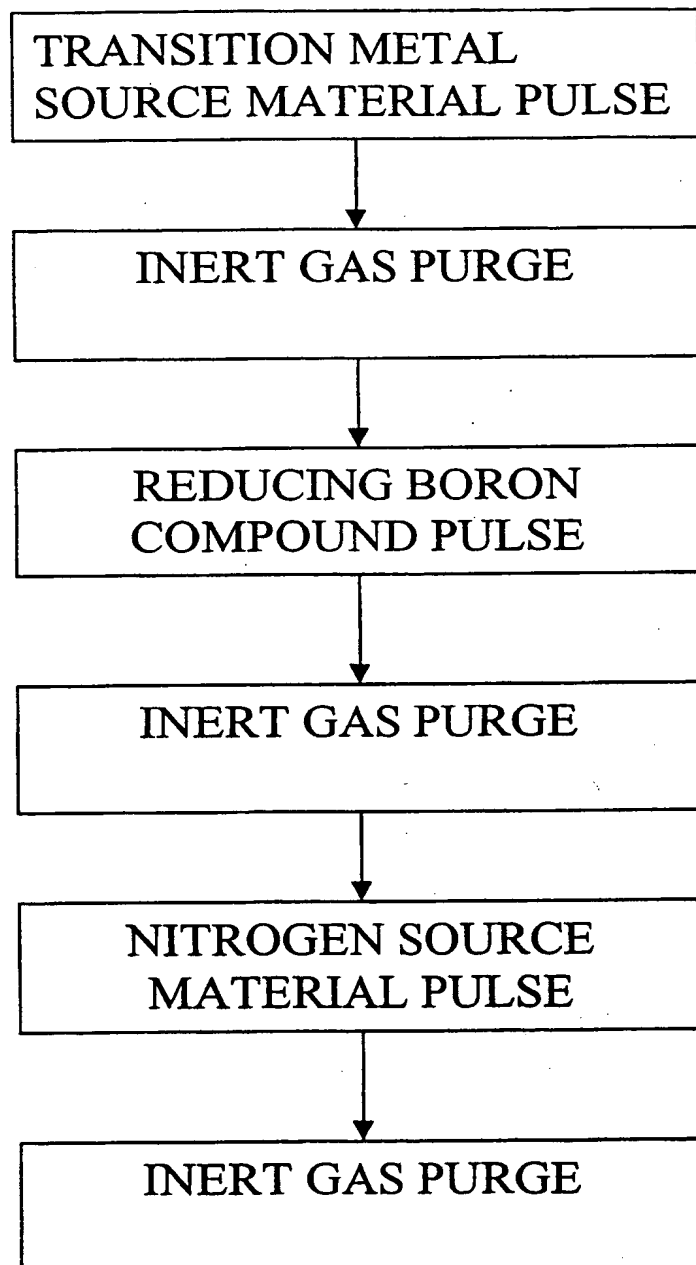 TRANSITION METAL
SOURCE MATERIAL PULSE
INERT GAS PURGE
REDUCING BORON
COMPOUND PULSE
INERT GAS PURGE
NITROGEN SOURCE
MATERIAL PULSE
INERT GAS PURGE